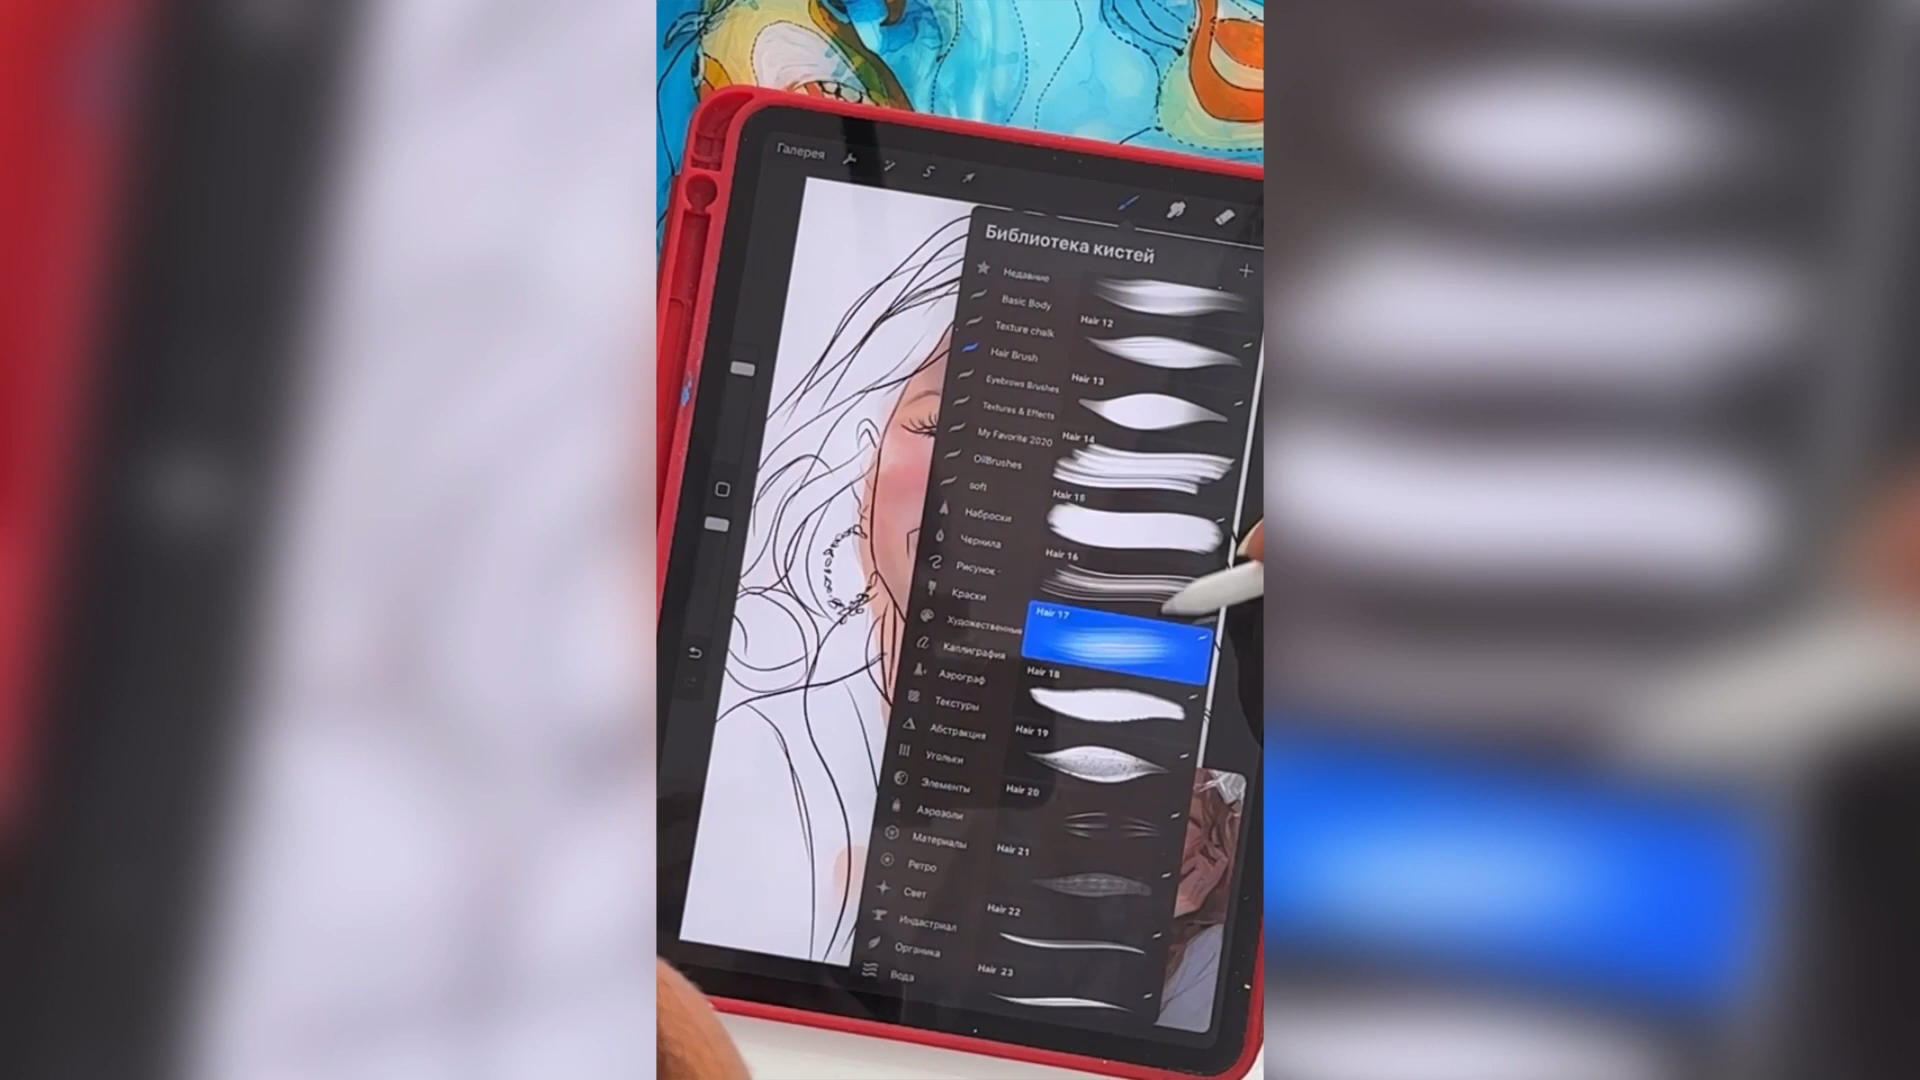 Галерея
Библиотека кистей
Недавние
Basic Body
Texture chalk
Hair Brush
Eyebrows Brushes
Textures & Effects
My Favorite 2020
OilBrushes
soft
Наброски
Чернила
Рисунок
Краски
Художественные
Каллиграфия
Аэрограф
Текстуры
Абстракция
Угольки
Элементы
Аэрозоли
Материалы
Ретро
Свет
Индастриал
Органика
Вода
Hair 12
Hair 13
Hair 14
Hair 15
Hair 16
Hair 17
Hair 18
Hair 19
Hair 20
Hair 21
Hair 22
Hair 23